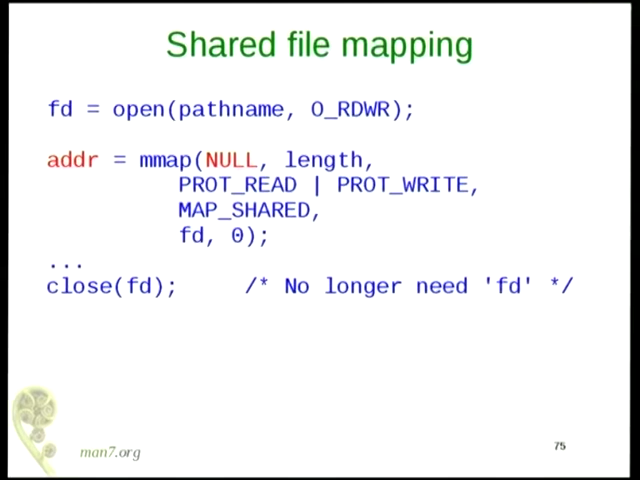 Shared file mapping
fd = open(pathname, O_RDWR);
addr = mmap(NULL, length,
PROT_READ | PROT_WRITE,
MAP_SHARED,
fd, 0);
...
close(fd);     /* No longer need 'fd' */
man7.org
75